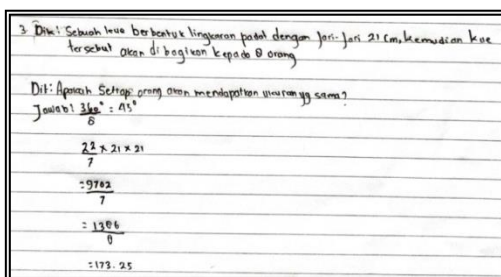 3. Dik: Sebuah kue berbentuk lingkaran padat dengan jari-jari 21 cm, kemudian kue
tersebut akan di bagikan kepada 8 orang
Dit: Apakah setiap orang akan mendapatkan ukuran yg sama?
Jawab: 360° = 45°
8
22 x 21 x 21
7
= 9702
7
= 1386
8
= 173.25